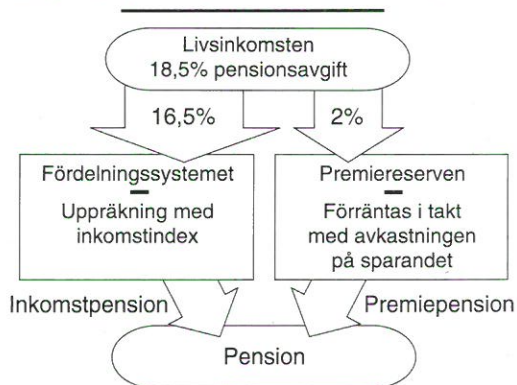 Livsinkomsten
18,5% pensionsavgift
16,5%
2%
Fördelningssystemet
Uppräkning med
inkomstindex
Premiereserven
Förräntas i takt
med avkastningen
på sparandet
Inkomstpension
Premiepension
Pension